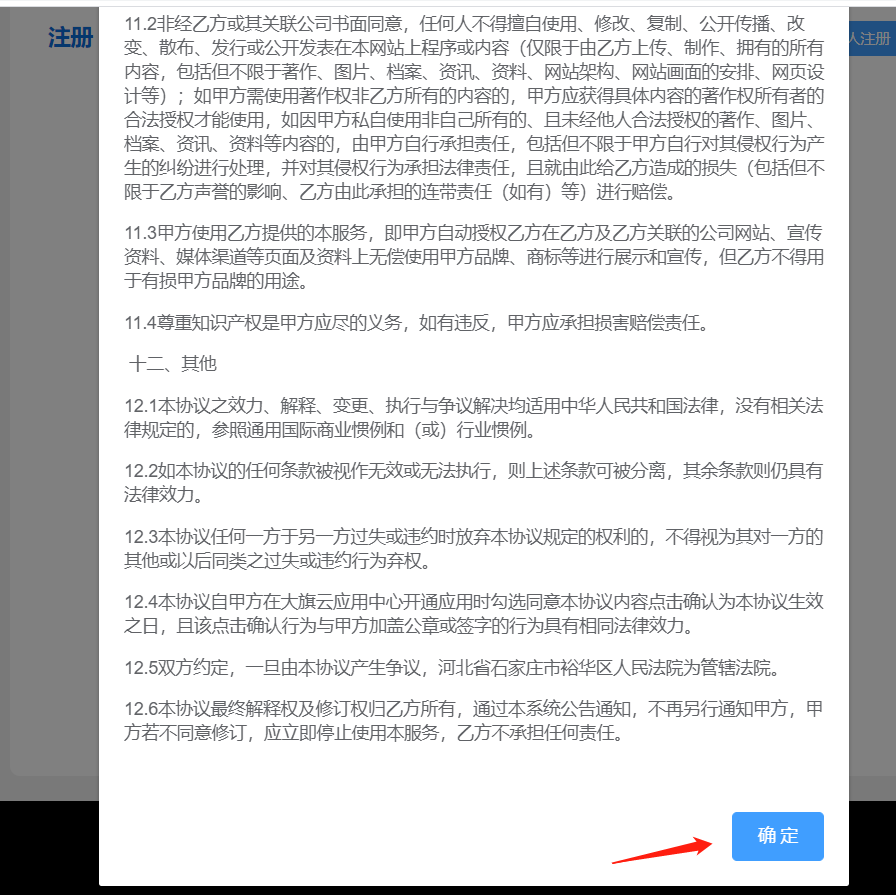 注册
人注册
11.2非经乙方或其关联公司书面同意，任何人不得擅自使用、修改、复制、公开传播、改
变、散布、发行或公开发表在本网站上程序或内容（仅限于由乙方上传、制作、拥有的所有
内容，包括但不限于著作、图片、档案、资讯、资料、网站架构、网站画面的安排、网页设
计等）；如甲方需使用著作权非乙方所有的内容的，甲方应获得具体内容的著作权所有者的
合法授权才能使用，如因甲方私自使用非自己所有的、且未经他人合法授权的著作、图片、
档案、资讯、资料等内容的，由甲方自行承担责任，包括但不限于甲方自行对其侵权行为产
生的纠纷进行处理，并对其侵权行为承担法律责任，且就由此给乙方造成的损失（包括但不
限于乙方声誉的影响、乙方由此承担的连带责任（如有）等）进行赔偿。
11.3甲方使用乙方提供的本服务，即甲方自动授权乙方在乙方及乙方关联的公司网站、宣传
资料、媒体渠道等页面及资料上无偿使用甲方品牌、商标等进行展示和宣传，但乙方不得用
于有损甲方品牌的用途。
11.4尊重知识产权是甲方应尽的义务，如有违反，甲方应承担损害赔偿责任。
十二、其他
12.1本协议之效力、解释、变更、执行与争议解决均适用中华人民共和国法律，没有相关法
律规定的，参照通用国际商业惯例和（或）行业惯例。
12.2如本协议的任何条款被视作无效或无法执行，则上述条款可被分离，其余条款则仍具有
法律效力。
12.3本协议任何一方于另一方过失或违约时放弃本协议规定的权利的，不得视为其对一方的
其他或以后同类之过失或违约行为弃权。
12.4本协议自甲方在大旗云应用中心开通应用时勾选同意本协议内容点击确认为本协议生效
之日，且该点击确认行为与甲方加盖公章或签字的行为具有相同法律效力。
12.5双方约定，一旦由本协议产生争议，河北省石家庄市裕华区人民法院为管辖法院。
12.6本协议最终解释权及修订权归乙方所有，通过本系统公告通知，不再另行通知甲方，甲
方若不同意修订，应立即停止使用本服务，乙方不承担任何责任。
确定